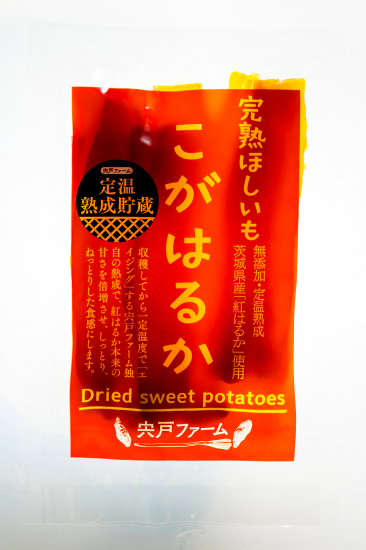 完熟ほしいも
こがはるか
無添加・定温熟成
茨城県産「紅はるか」使用
宍戸ファーム
定温
熟成貯蔵
収穫してから一定温度で「エ
イジング」する宍戸ファーム独
自の熟成で、紅はるか本来の
甘さを倍増させ、しっとり、
ねっとりした食感にします。
Dried sweet potatoes
宍戸ファーム